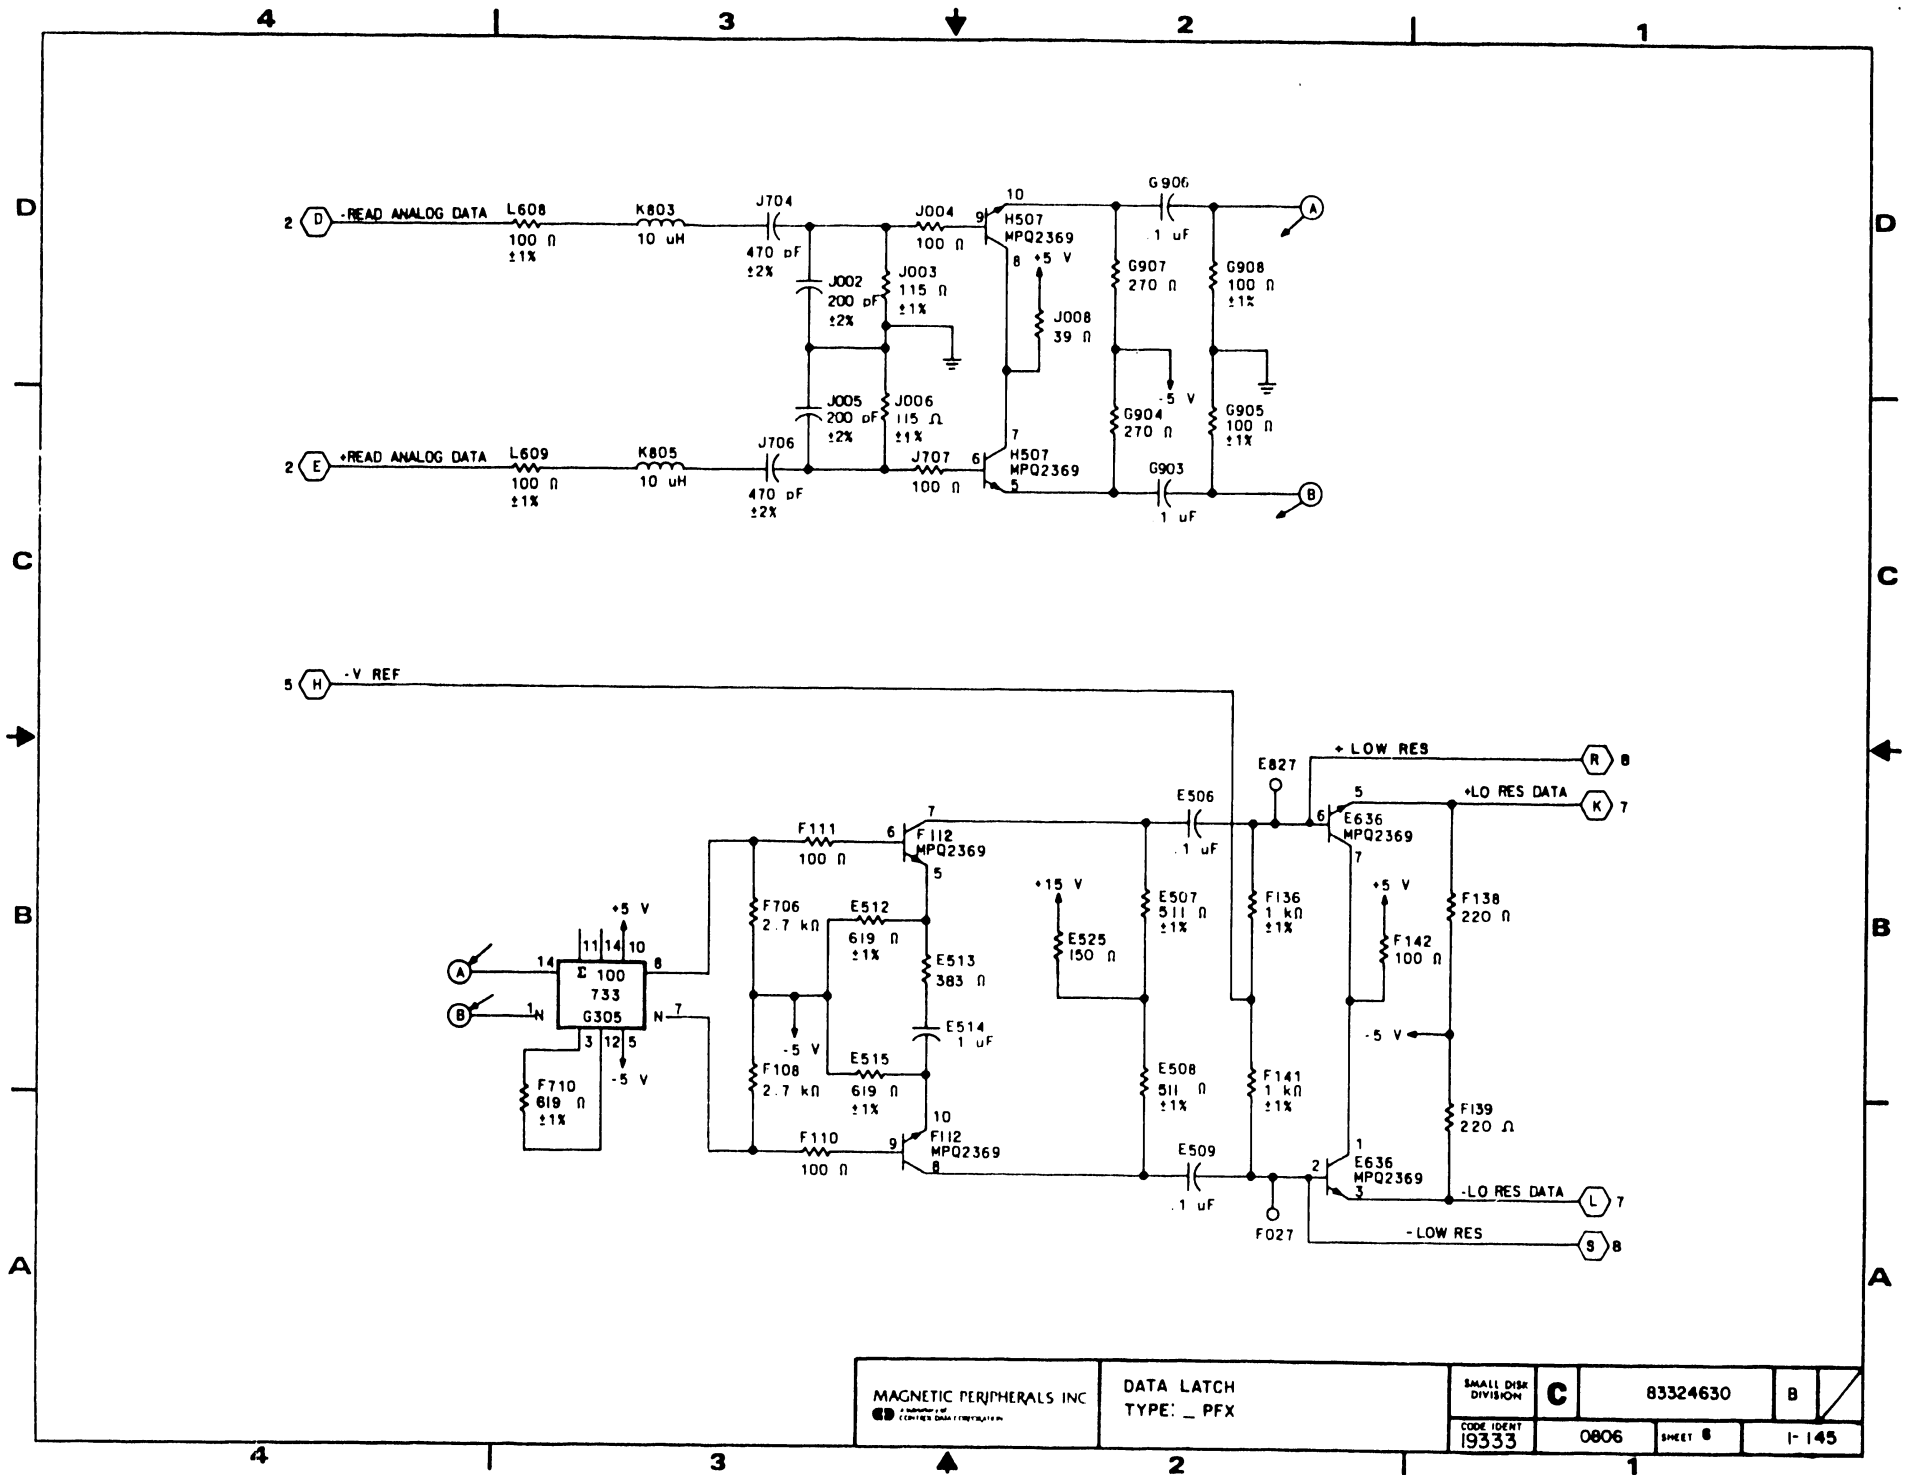 4 3 2 1
D
D
2 D -READ ANALOG DATA
L608
100 Ω
±1%
K803
10 uH
J704
470 pF
±2%
J002
200 pF
±2%
J003
115 Ω
±1%
J004
100 Ω
9
10
H507
MPQ2369
8
+5 V
J008
39 Ω
G906
.1 uF
G907
270 Ω
G908
100 Ω
±1%
A
-5 V
2 E +READ ANALOG DATA
L609
100 Ω
±1%
K805
10 uH
J706
470 pF
±2%
J005
200 pF
±2%
J006
115 Ω
±1%
J707
100 Ω
6
7
H507
MPQ2369
5
G904
270 Ω
G905
100 Ω
±1%
G903
.1 uF
B
C
C
5 H -V REF
+ LOW RES
R 8
+LO RES DATA
K 7
E827
E506
.1 uF
5
6
E636
MPQ2369
7
7
6
F112
MPQ2369
5
F111
100 Ω
B
B
F706
2.7 kΩ
E512
619 Ω
±1%
E513
383 Ω
E514
.1 uF
E515
619 Ω
±1%
-5 V
F108
2.7 kΩ
+15 V
E525
150 Ω
E507
511 Ω
±1%
F136
1 kΩ
±1%
+5 V
F142
100 Ω
F138
220 Ω
-5 V
+5 V
11 14 10
A
14
Σ 100
733
G305
8
B
1 N
N 7
3 12 5
-5 V
F710
619 Ω
±1%
E508
511 Ω
±1%
F141
1 kΩ
±1%
F139
220 Ω
F110
100 Ω
9
10
F112
MPQ2369
8
E509
.1 uF
F027
1
2
E636
MPQ2369
3
-LO RES DATA
L 7
-LOW RES
S 8
A
A
MAGNETIC PERIPHERALS INC
CONTROL DATA CORPORATION
DATA LATCH
TYPE: _ PFX
SMALL DISK
DIVISION
C
83324630
B
CODE IDENT
19333
0806
SHEET 6
1-145
4 3 2 1